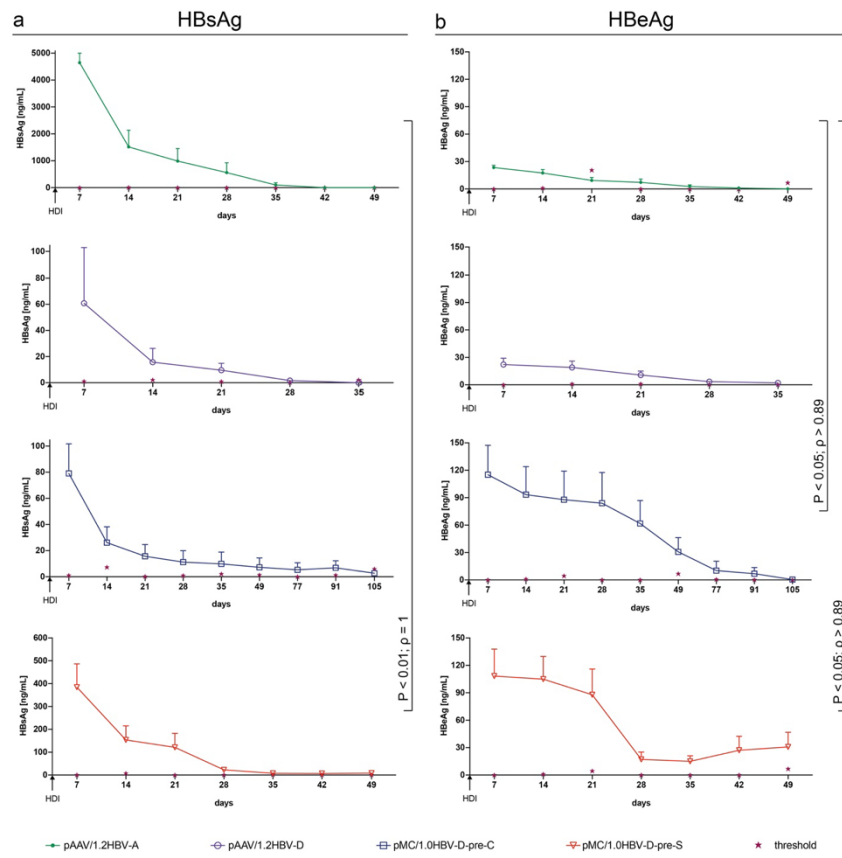 a HBsAg
b HBeAg
HBsAg [ng/mL]
5000
4000
3000
2000
1000
0
7 14 21 28 35 42 49
HDI
days
HBeAg [ng/mL]
150
120
90
60
30
0
7 14 21 28 35 42 49
HDI
days
HBsAg [ng/mL]
100
80
60
40
20
0
7 14 21 28 35
HDI
days
HBeAg [ng/mL]
150
120
90
60
30
0
7 14 21 28 35
HDI
days
HBsAg [ng/mL]
100
80
60
40
20
0
7 14 21 28 35 49 77 91 105
HDI
days
HBeAg [ng/mL]
150
120
90
60
30
0
7 14 21 28 35 49 77 91 105
HDI
days
HBsAg [ng/mL]
600
500
400
300
200
100
0
7 14 21 28 35 42 49
HDI
days
HBeAg [ng/mL]
150
120
90
60
30
0
7 14 21 28 35 42 49
HDI
days
P < 0.01; ρ = 1
P < 0.05; ρ > 0.89
P < 0.05; ρ > 0.89
pAAV/1.2HBV-A pAAV/1.2HBV-D pMC/1.0HBV-D-pre-C pMC/1.0HBV-D-pre-S threshold